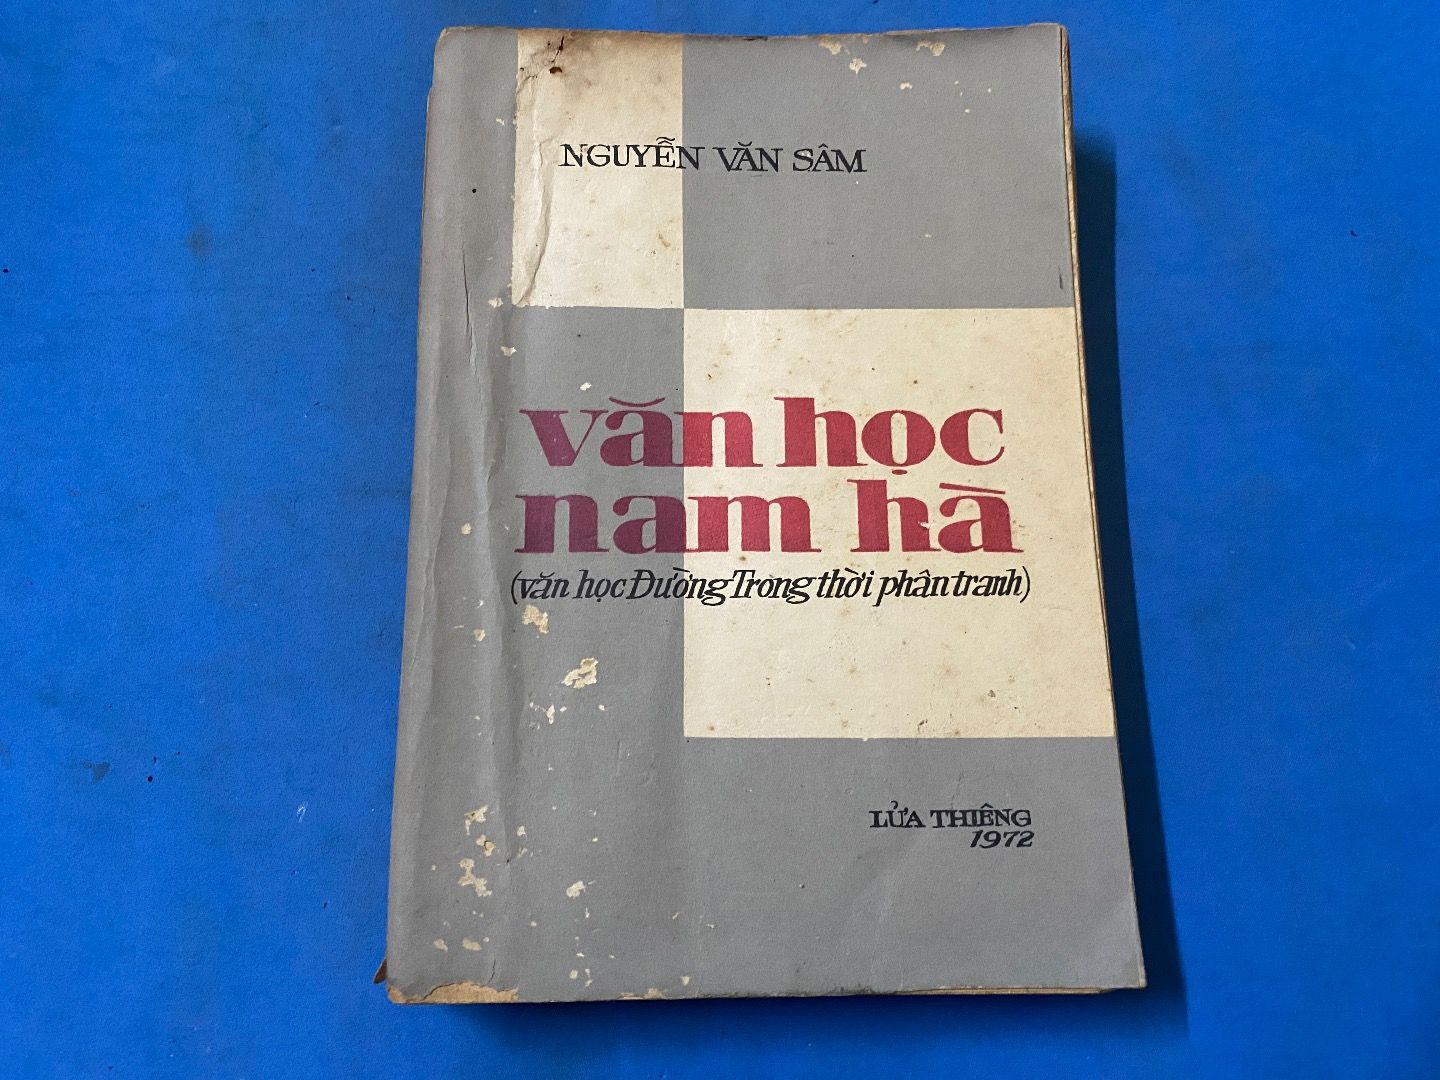 NGUYỄN VĂN SÂM
văn học
nam hà
(văn học Đường Trong thời phân tranh)
LỬA THIÊNG
1972